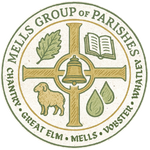 MELLS GROUP OF PARISHES
CHANTRY • GREAT ELM • MELLS • VOBSTER • WHATLEY